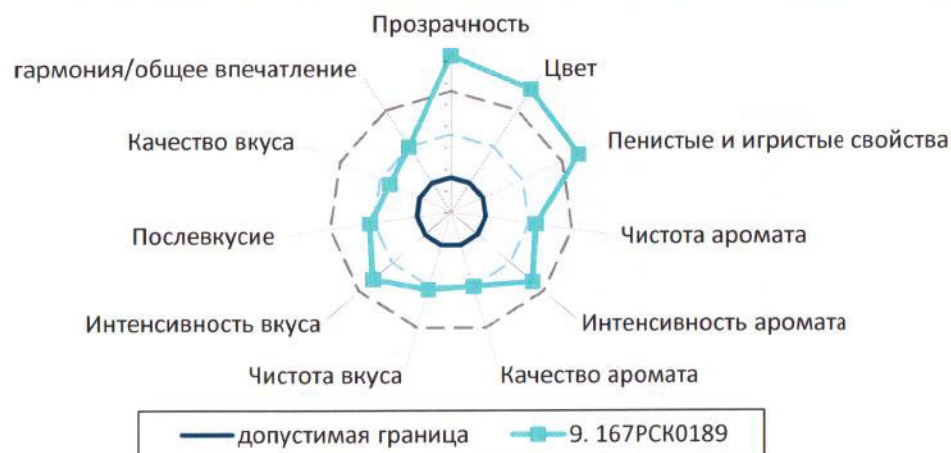 Прозрачность
гармония/общее впечатление
Цвет
Качество вкуса
Пенистые и игристые свойства
Послевкусие
Чистота аромата
Интенсивность вкуса
Интенсивность аромата
Чистота вкуса
Качество аромата
допустимая граница
9. 167РСК0189